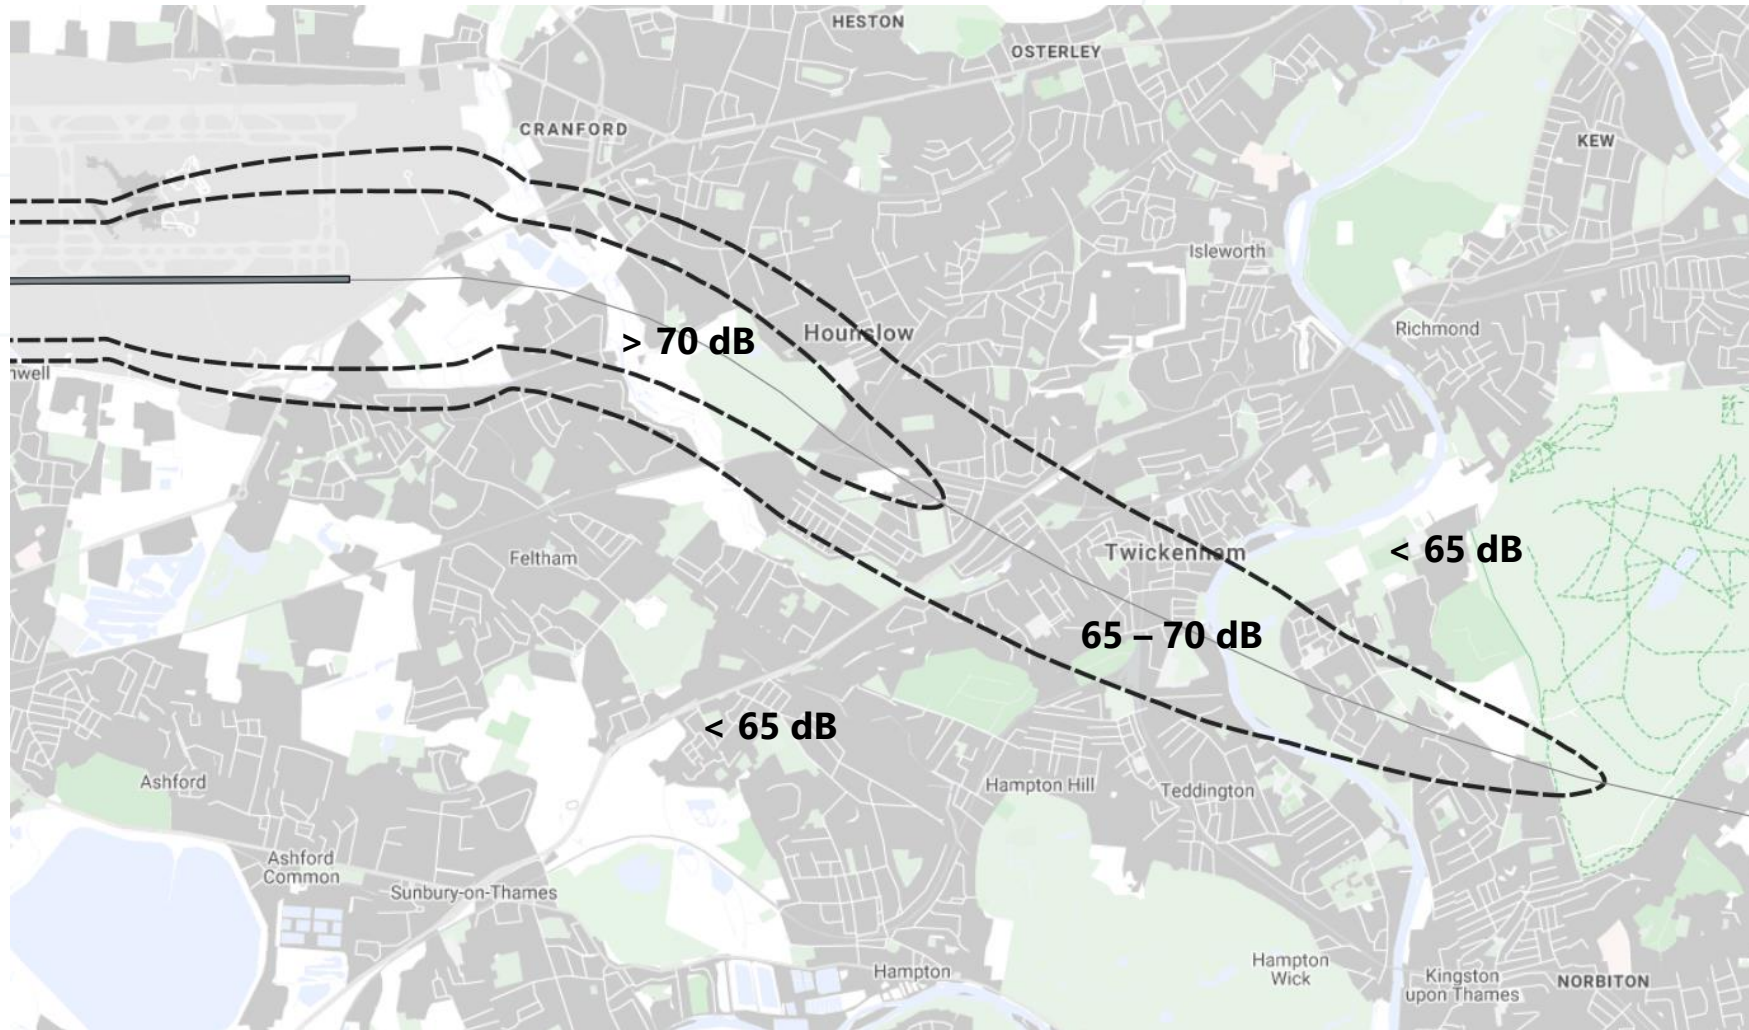 HESTON
OSTERLEY
CRANFORD
KEW
Isleworth
Richmond
> 70 dB
Hounslow
nwell
Twickenham
< 65 dB
Feltham
65 – 70 dB
< 65 dB
Ashford
Hampton Hill
Teddington
Ashford
Common
Sunbury-on-Thames
Hampton
Hampton
Wick
Kingston
upon Thames
NORBITON